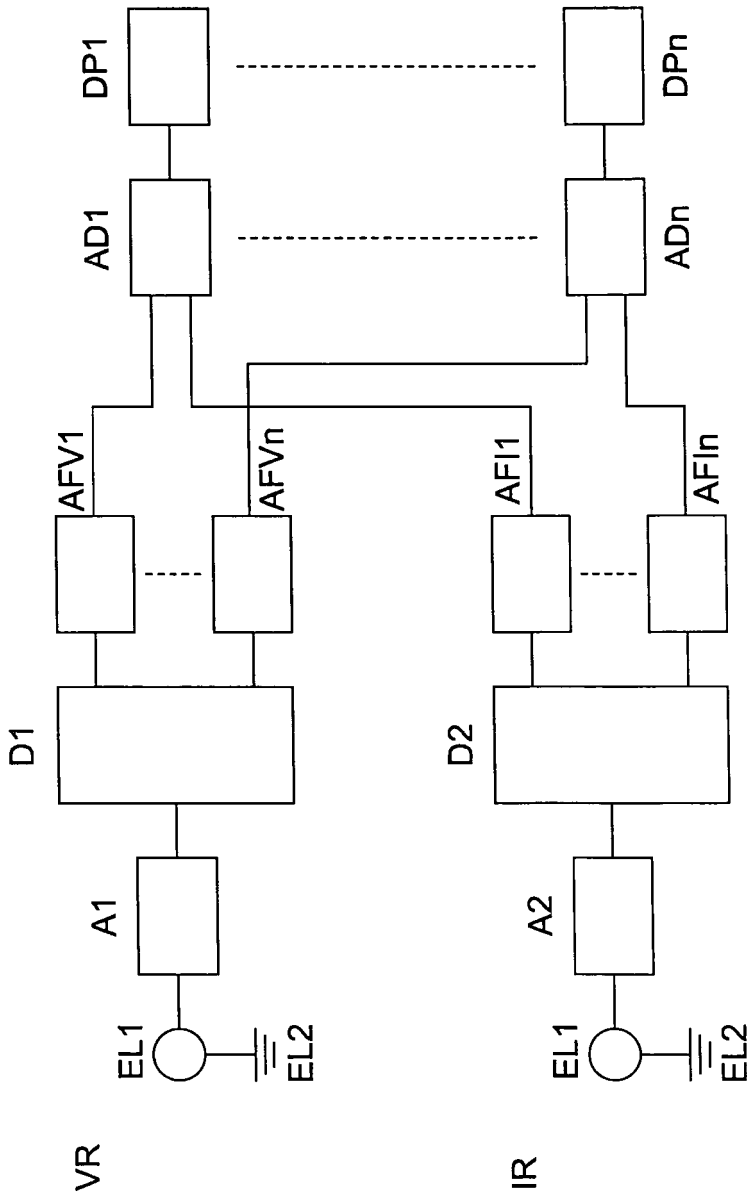 VR
EL1
EL2
A1
D1
AFV1
AFVn
AD1
DP1
IR
EL1
EL2
A2
D2
AFI1
AFIn
ADn
DPn